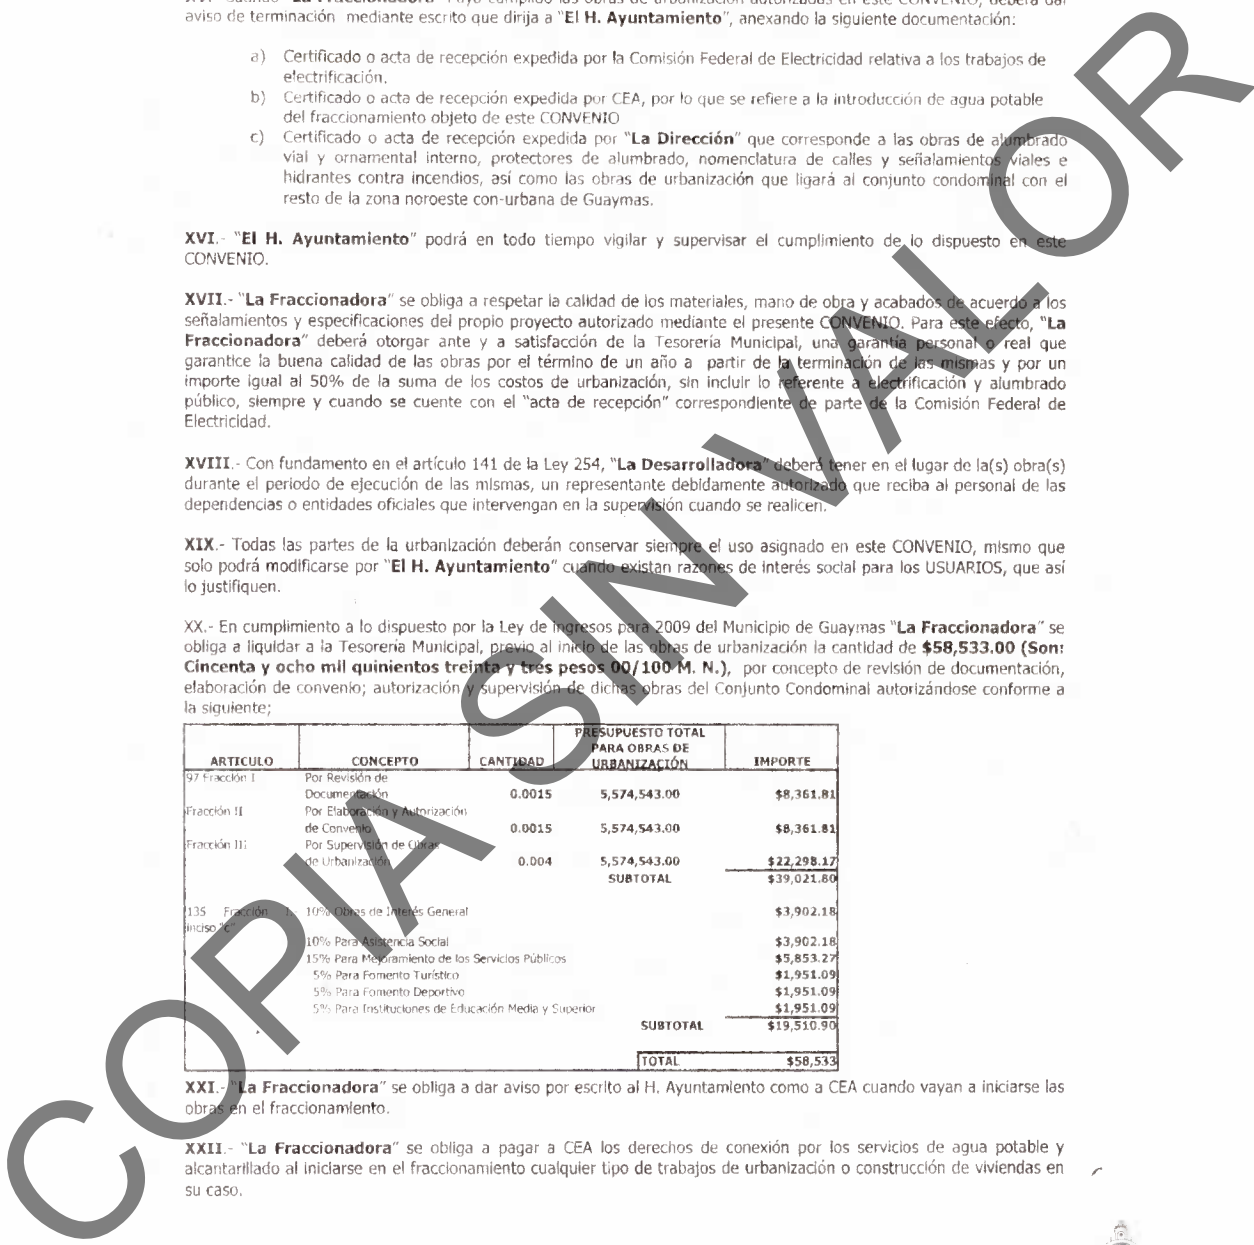 aviso de terminación mediante escrito que dirija a "El H. Ayuntamiento", anexando la siguiente documentación:
a) Certificado o acta de recepción expedida por la Comisión Federal de Electricidad relativa a los trabajos de
electrificación.
b) Certificado o acta de recepción expedida por CEA, por lo que se refiere a la introducción de agua potable
del fraccionamiento objeto de este CONVENIO
c) Certificado o acta de recepción expedida por "La Dirección" que corresponde a las obras de alumbrado
vial y ornamental interno, protectores de alumbrado, nomenclatura de calles y señalamientos viales e
hidrantes contra incendios, así como las obras de urbanización que ligará al conjunto condominal con el
resto de la zona noroeste con-urbana de Guaymas.
XVI.- "El H. Ayuntamiento" podrá en todo tiempo vigilar y supervisar el cumplimiento de lo dispuesto en este
CONVENIO.
XVII.- "La Fraccionadora" se obliga a respetar la calidad de los materiales, mano de obra y acabados de acuerdo a los
señalamientos y especificaciones del propio proyecto autorizado mediante el presente CONVENIO. Para este efecto, "La
Fraccionadora" deberá otorgar ante y a satisfacción de la Tesorería Municipal, una garantía personal o real que
garantice la buena calidad de las obras por el término de un año a partir de la terminación de las mismas y por un
importe igual al 50% de la suma de los costos de urbanización, sin incluir lo referente a electrificación y alumbrado
público, siempre y cuando se cuente con el "acta de recepción" correspondiente de parte de la Comisión Federal de
Electricidad.
XVIII.- Con fundamento en el artículo 141 de la Ley 254, "La Desarrolladora" deberá tener en el lugar de la(s) obra(s)
durante el periodo de ejecución de las mismas, un representante debidamente autorizado que reciba al personal de las
dependencias o entidades oficiales que intervengan en la supervisión cuando se realicen.
XIX.- Todas las partes de la urbanización deberán conservar siempre el uso asignado en este CONVENIO, mismo que
solo podrá modificarse por "El H. Ayuntamiento" cuando existan razones de interés social para los USUARIOS, que así
lo justifiquen.
XX.- En cumplimiento a lo dispuesto por la Ley de ingresos para 2009 del Municipio de Guaymas "La Fraccionadora" se
obliga a liquidar a la Tesorería Municipal, previo al inicio de las obras de urbanización la cantidad de $58,533.00 (Son:
Cincenta y ocho mil quinientos treinta y tres pesos 00/100 M. N.), por concepto de revisión de documentación,
elaboración de convenio; autorización y supervisión de dichas obras del Conjunto Condominal autorizándose conforme a
la siguiente;
PRESUPUESTO TOTAL
PARA OBRAS DE
ARTICULO CONCEPTO CANTIDAD URBANIZACIÓN IMPORTE
97 Fracción I Por Revisión de
Documentación 0.0015 5,574,543.00 $8,361.81
Fracción II Por Elaboración y Autorización
de Convenio 0.0015 5,574,543.00 $8,361.81
Fracción III Por Supervisión de Obras
de Urbanización 0.004 5,574,543.00 $22,298.17
SUBTOTAL $39,021.80
135 Fracción I.- 10% Obras de Interés General $3,902.18
inciso "c"
10% Para Asistencia Social $3,902.18
15% Para Mejoramiento de los Servicios Públicos $5,853.27
5% Para Fomento Turístico $1,951.09
5% Para Fomento Deportivo $1,951.09
5% Para Instituciones de Educación Media y Superior $1,951.09
SUBTOTAL $19,510.90
TOTAL $58,533
XXI.- "La Fraccionadora" se obliga a dar aviso por escrito al H. Ayuntamiento como a CEA cuando vayan a iniciarse las
obras en el fraccionamiento.
XXII.- "La Fraccionadora" se obliga a pagar a CEA los derechos de conexión por los servicios de agua potable y
alcantarillado al iniciarse en el fraccionamiento cualquier tipo de trabajos de urbanización o construcción de viviendas en
su caso.
COPIA SIN VALOR